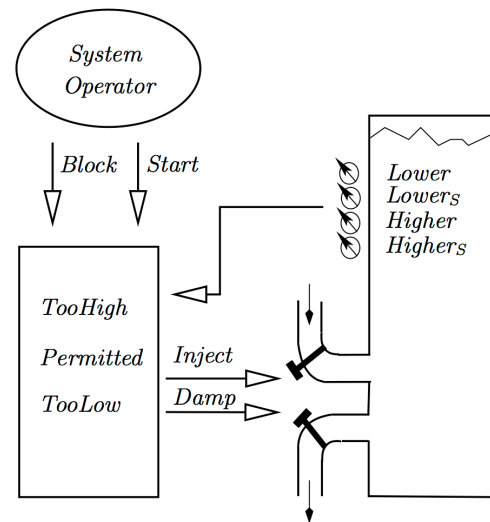 System
Operator
Block
Start
Lower
Lower_S
Higher
Higher_S
TooHigh
Permitted
TooLow
Inject
Damp